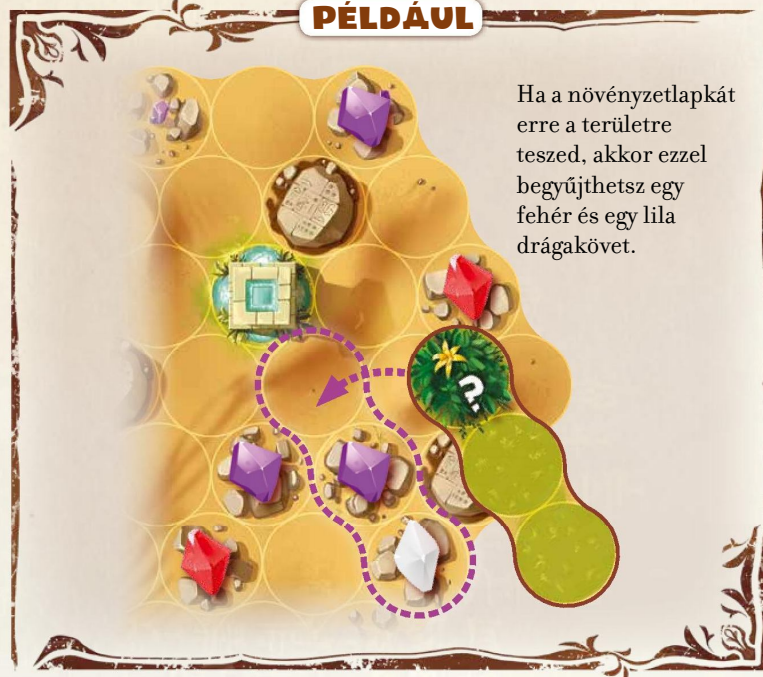 PÉLDÁUL
Ha a növényzetlapkát
erre a területre
teszed, akkor ezzel
begyűjthetsz egy
fehér és egy lila
drágakövet.
?